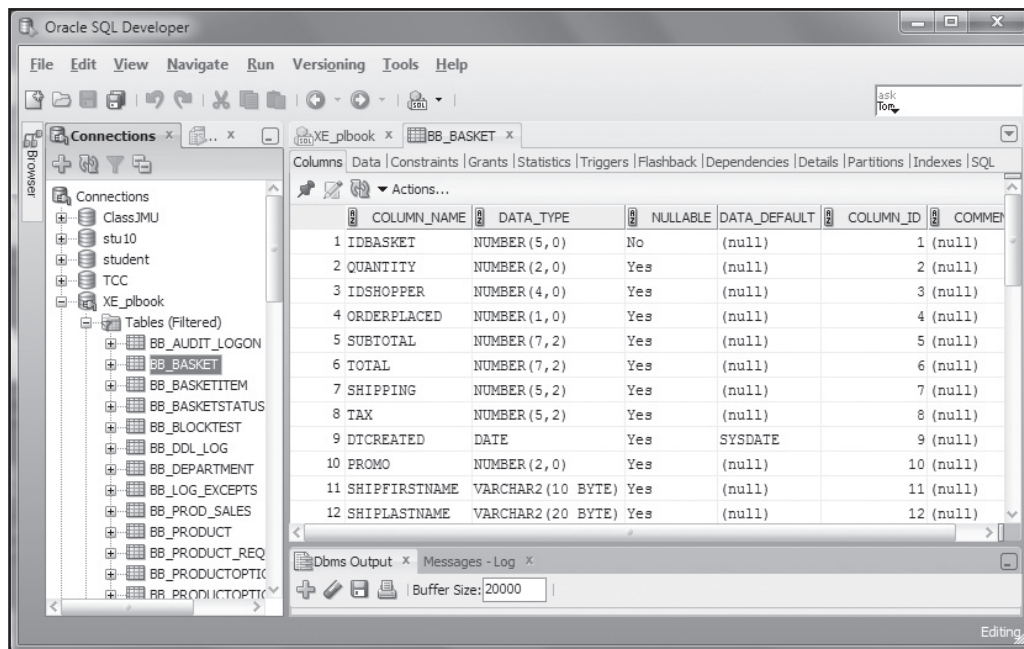 Oracle SQL Developer
File Edit View Navigate Run Versioning Tools Help
ask
Tom
Browser
Connections
Connections
ClassJMU
stu10
student
TCC
XE_plbook
Tables (Filtered)
BB_AUDIT_LOGON
BB_BASKET
BB_BASKETITEM
BB_BASKETSTATUS
BB_BLOCKTEST
BB_DDL_LOG
BB_DEPARTMENT
BB_LOG_EXCEPTS
BB_PROD_SALES
BB_PRODUCT
BB_PRODUCT_REQ
BB_PRODUCTOPTIO
BB_PRODUCTOPTIO
XE_plbook BB_BASKET
Columns Data Constraints Grants Statistics Triggers Flashback Dependencies Details Partitions Indexes SQL
Actions...
COLUMN_NAME DATA_TYPE NULLABLE DATA_DEFAULT COLUMN_ID COMMEN
1 IDBASKET NUMBER(5,0) No (null) 1 (null)
2 QUANTITY NUMBER(2,0) Yes (null) 2 (null)
3 IDSHOPPER NUMBER(4,0) Yes (null) 3 (null)
4 ORDERPLACED NUMBER(1,0) Yes (null) 4 (null)
5 SUBTOTAL NUMBER(7,2) Yes (null) 5 (null)
6 TOTAL NUMBER(7,2) Yes (null) 6 (null)
7 SHIPPING NUMBER(5,2) Yes (null) 7 (null)
8 TAX NUMBER(5,2) Yes (null) 8 (null)
9 DTCREATED DATE Yes SYSDATE 9 (null)
10 PROMO NUMBER(2,0) Yes (null) 10 (null)
11 SHIPFIRSTNAME VARCHAR2(10 BYTE) Yes (null) 11 (null)
12 SHIPLASTNAME VARCHAR2(20 BYTE) Yes (null) 12 (null)
Dbms Output Messages - Log
Buffer Size: 20000
Editing